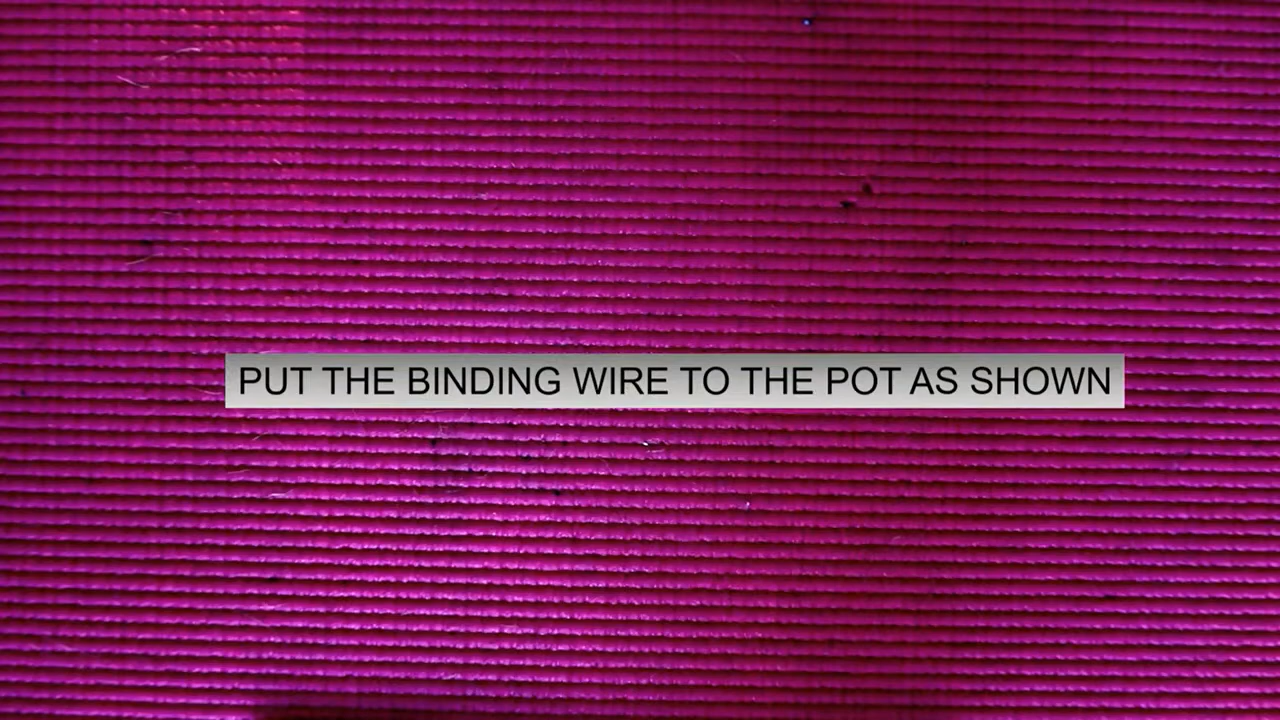 PUT THE BINDING WIRE TO THE POT AS SHOWN